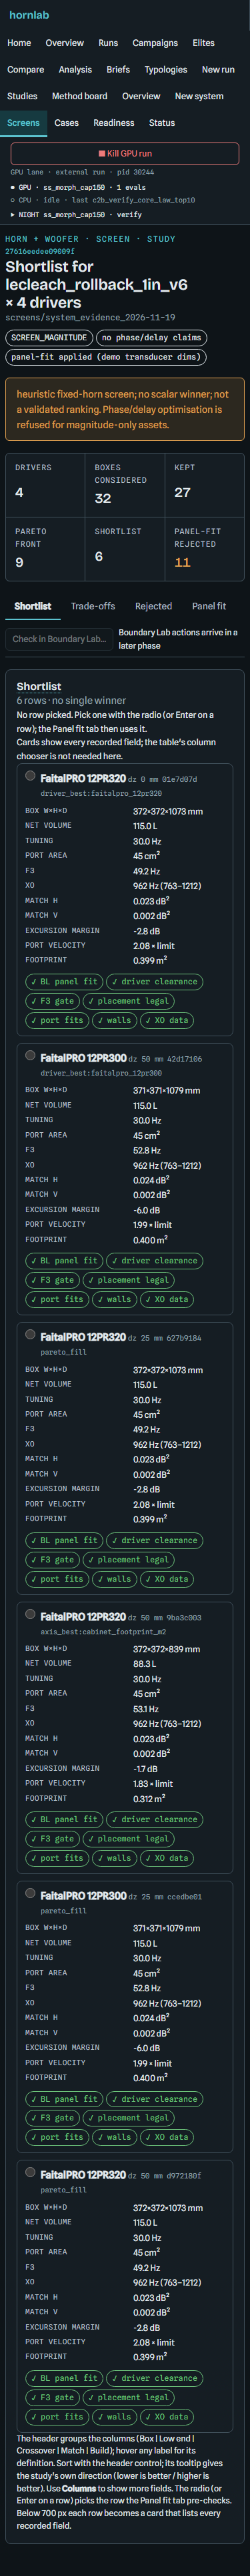 hornlab
Home Overview Runs Campaigns Elites
Compare Analysis Briefs Typologies New run
Studies Method board Overview New system
Screens Cases Readiness Status
Kill GPU run
GPU lane · external run · pid 30244
● GPU · ss_morph_cap150 · 1 evals
○ CPU · idle · last c2b_verify_core_law_top10
▶ NIGHT ss_morph_cap150 · verify
HORN + WOOFER · SCREEN · STUDY
27616eedee09009f
Shortlist for
lecleach_rollback_1in_v6
× 4 drivers
screens/system_evidence_2026-11-19
SCREEN_MAGNITUDE no phase/delay claims
panel-fit applied (demo transducer dims)
heuristic fixed-horn screen; no scalar winner; not
a validated ranking. Phase/delay optimisation is
refused for magnitude-only assets.
DRIVERS
4
BOXES
CONSIDERED
32
KEPT
27
PARETO
FRONT
9
SHORTLIST
6
PANEL-FIT
REJECTED
11
Shortlist Trade-offs Rejected Panel fit
Check in Boundary Lab... Boundary Lab actions arrive in a
later phase
Shortlist
6 rows · no single winner
No row picked. Pick one with the radio (or Enter on a
row); the Panel fit tab then uses it.
Cards show every recorded field; the table's column
chooser is not needed here.
FaitalPRO 12PR320 dz 0 mm 01e7d07d
driver_best:faitalpro_12pr320
BOX W×H×D 372×372×1073 mm
NET VOLUME 115.0 L
TUNING 30.0 Hz
PORT AREA 45 cm²
F3 49.2 Hz
XO 962 Hz (763–1212)
MATCH H 0.023 dB²
MATCH V 0.002 dB²
EXCURSION MARGIN -2.8 dB
PORT VELOCITY 2.08 × limit
FOOTPRINT 0.399 m²
✓ BL panel fit ✓ driver clearance
✓ F3 gate ✓ placement legal
✓ port fits ✓ walls ✓ XO data
FaitalPRO 12PR300 dz 50 mm 42d17106
driver_best:faitalpro_12pr300
BOX W×H×D 371×371×1079 mm
NET VOLUME 115.0 L
TUNING 30.0 Hz
PORT AREA 45 cm²
F3 52.8 Hz
XO 962 Hz (763–1212)
MATCH H 0.024 dB²
MATCH V 0.002 dB²
EXCURSION MARGIN -6.0 dB
PORT VELOCITY 1.99 × limit
FOOTPRINT 0.400 m²
✓ BL panel fit ✓ driver clearance
✓ F3 gate ✓ placement legal
✓ port fits ✓ walls ✓ XO data
FaitalPRO 12PR320 dz 25 mm 627b9184
pareto_fill
BOX W×H×D 372×372×1073 mm
NET VOLUME 115.0 L
TUNING 30.0 Hz
PORT AREA 45 cm²
F3 49.2 Hz
XO 962 Hz (763–1212)
MATCH H 0.023 dB²
MATCH V 0.002 dB²
EXCURSION MARGIN -2.8 dB
PORT VELOCITY 2.08 × limit
FOOTPRINT 0.399 m²
✓ BL panel fit ✓ driver clearance
✓ F3 gate ✓ placement legal
✓ port fits ✓ walls ✓ XO data
FaitalPRO 12PR320 dz 50 mm 9ba3c003
axis_best:cabinet_footprint_m2
BOX W×H×D 372×372×839 mm
NET VOLUME 88.3 L
TUNING 30.0 Hz
PORT AREA 45 cm²
F3 53.1 Hz
XO 962 Hz (763–1212)
MATCH H 0.023 dB²
MATCH V 0.002 dB²
EXCURSION MARGIN -1.7 dB
PORT VELOCITY 1.83 × limit
FOOTPRINT 0.312 m²
✓ BL panel fit ✓ driver clearance
✓ F3 gate ✓ placement legal
✓ port fits ✓ walls ✓ XO data
FaitalPRO 12PR300 dz 25 mm ccedbe01
pareto_fill
BOX W×H×D 371×371×1079 mm
NET VOLUME 115.0 L
TUNING 30.0 Hz
PORT AREA 45 cm²
F3 52.8 Hz
XO 962 Hz (763–1212)
MATCH H 0.024 dB²
MATCH V 0.002 dB²
EXCURSION MARGIN -6.0 dB
PORT VELOCITY 1.99 × limit
FOOTPRINT 0.400 m²
✓ BL panel fit ✓ driver clearance
✓ F3 gate ✓ placement legal
✓ port fits ✓ walls ✓ XO data
FaitalPRO 12PR320 dz 50 mm d972180f
pareto_fill
BOX W×H×D 372×372×1073 mm
NET VOLUME 115.0 L
TUNING 30.0 Hz
PORT AREA 45 cm²
F3 49.2 Hz
XO 962 Hz (763–1212)
MATCH H 0.023 dB²
MATCH V 0.002 dB²
EXCURSION MARGIN -2.8 dB
PORT VELOCITY 2.08 × limit
FOOTPRINT 0.399 m²
✓ BL panel fit ✓ driver clearance
✓ F3 gate ✓ placement legal
✓ port fits ✓ walls ✓ XO data
The header groups the columns (Box | Low end |
Crossover | Match | Build); hover any label for its
definition. Sort with the header control; its tooltip gives
the study's own direction (lower is better / higher is
better). Use Columns to show more fields. The radio (or
Enter on a row) picks the row the Panel fit tab pre-checks.
Below 700 px each row becomes a card that lists every
recorded field.